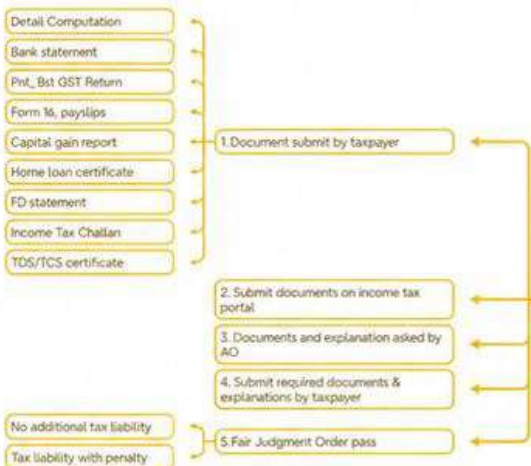 Detail Computation
Bank statement
Pnt_Bst GST Return
Form 16, payslips
Capital gain report
Home loan certificate
FD statement
Income Tax Challan
TDS/TCS certificate
1. Document submit by taxpayer
2. Submit documents on income tax
portal
3. Documents and explanation asked by
AO
4. Submit required documents &
explanations by taxpayer
No additional tax liability
Tax liability with penalty
5. Fair Judgment Order pass